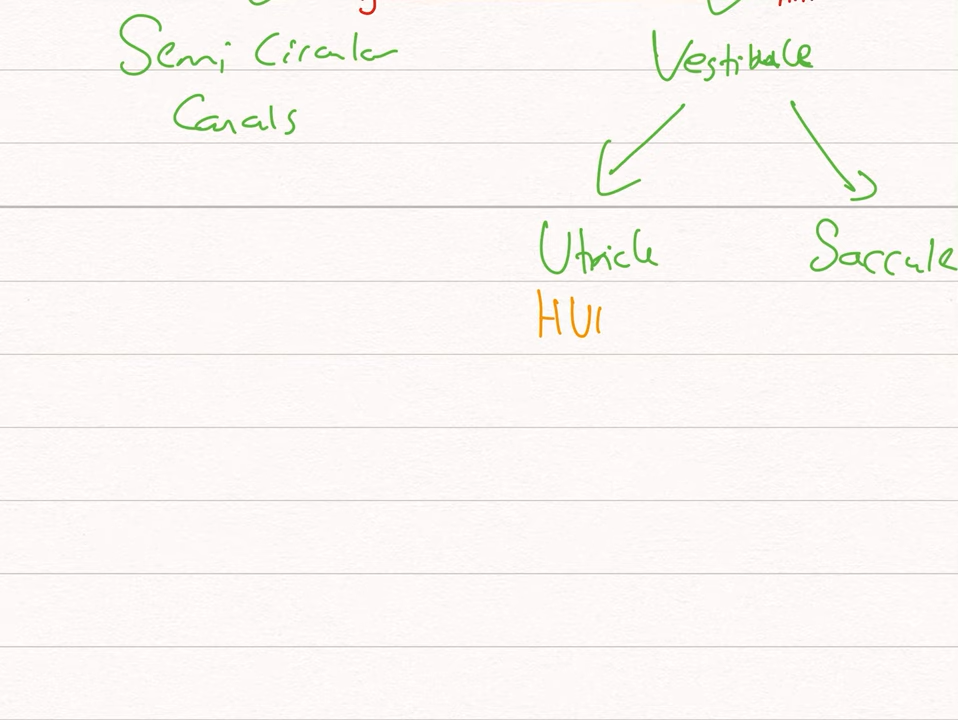 Semi Circular
Canals
Vestibule
Utricle
Saccule
HUI